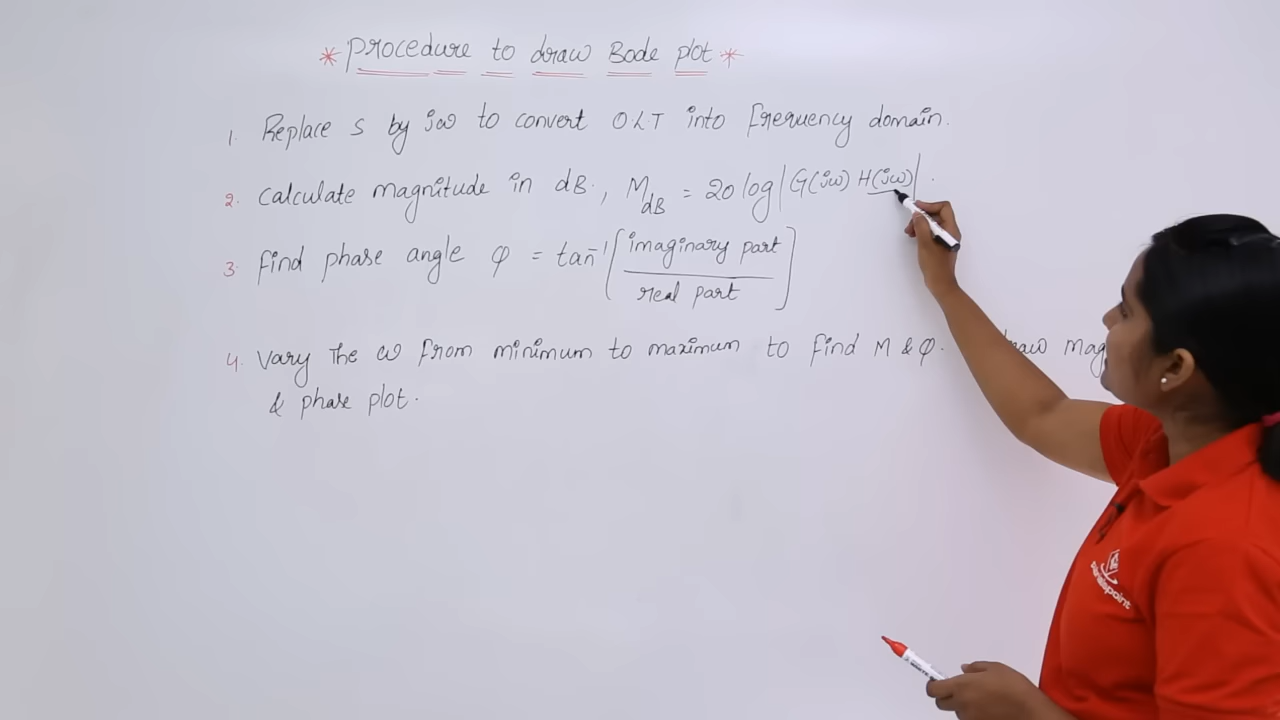 * Procedure to draw Bode plot *
1. Replace s by jω to convert O.L.T into frequency domain.
2. Calculate magnitude in dB., M_dB = 20 log |G(jω) H(jω)|.
3. find phase angle φ = tan⁻¹ [imaginary part / real part]
4. Vary the ω from minimum to maximum to find M & φ. draw mag
& phase plot.